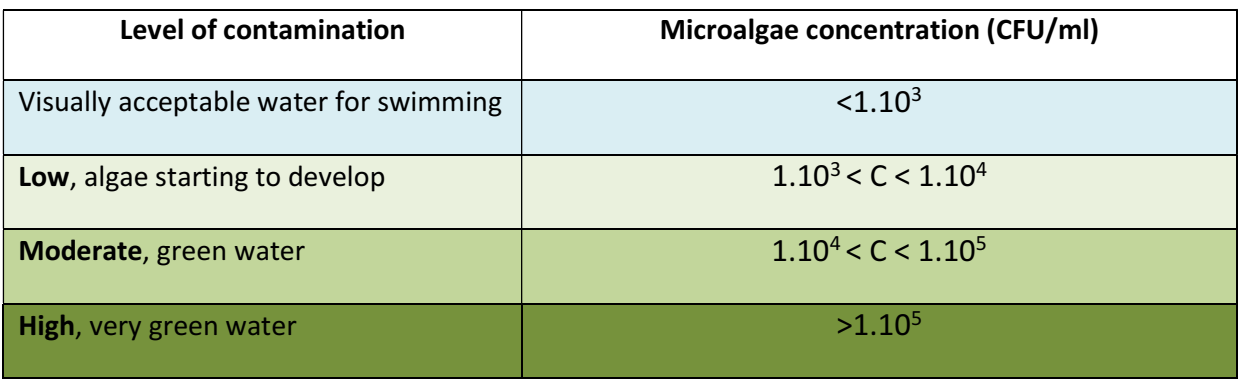 Level of contamination Microalgae concentration (CFU/ml)
Visually acceptable water for swimming <1.10³
Low, algae starting to develop 1.10³ < C < 1.10⁴
Moderate, green water 1.10⁴ < C < 1.10⁵
High, very green water >1.10⁵